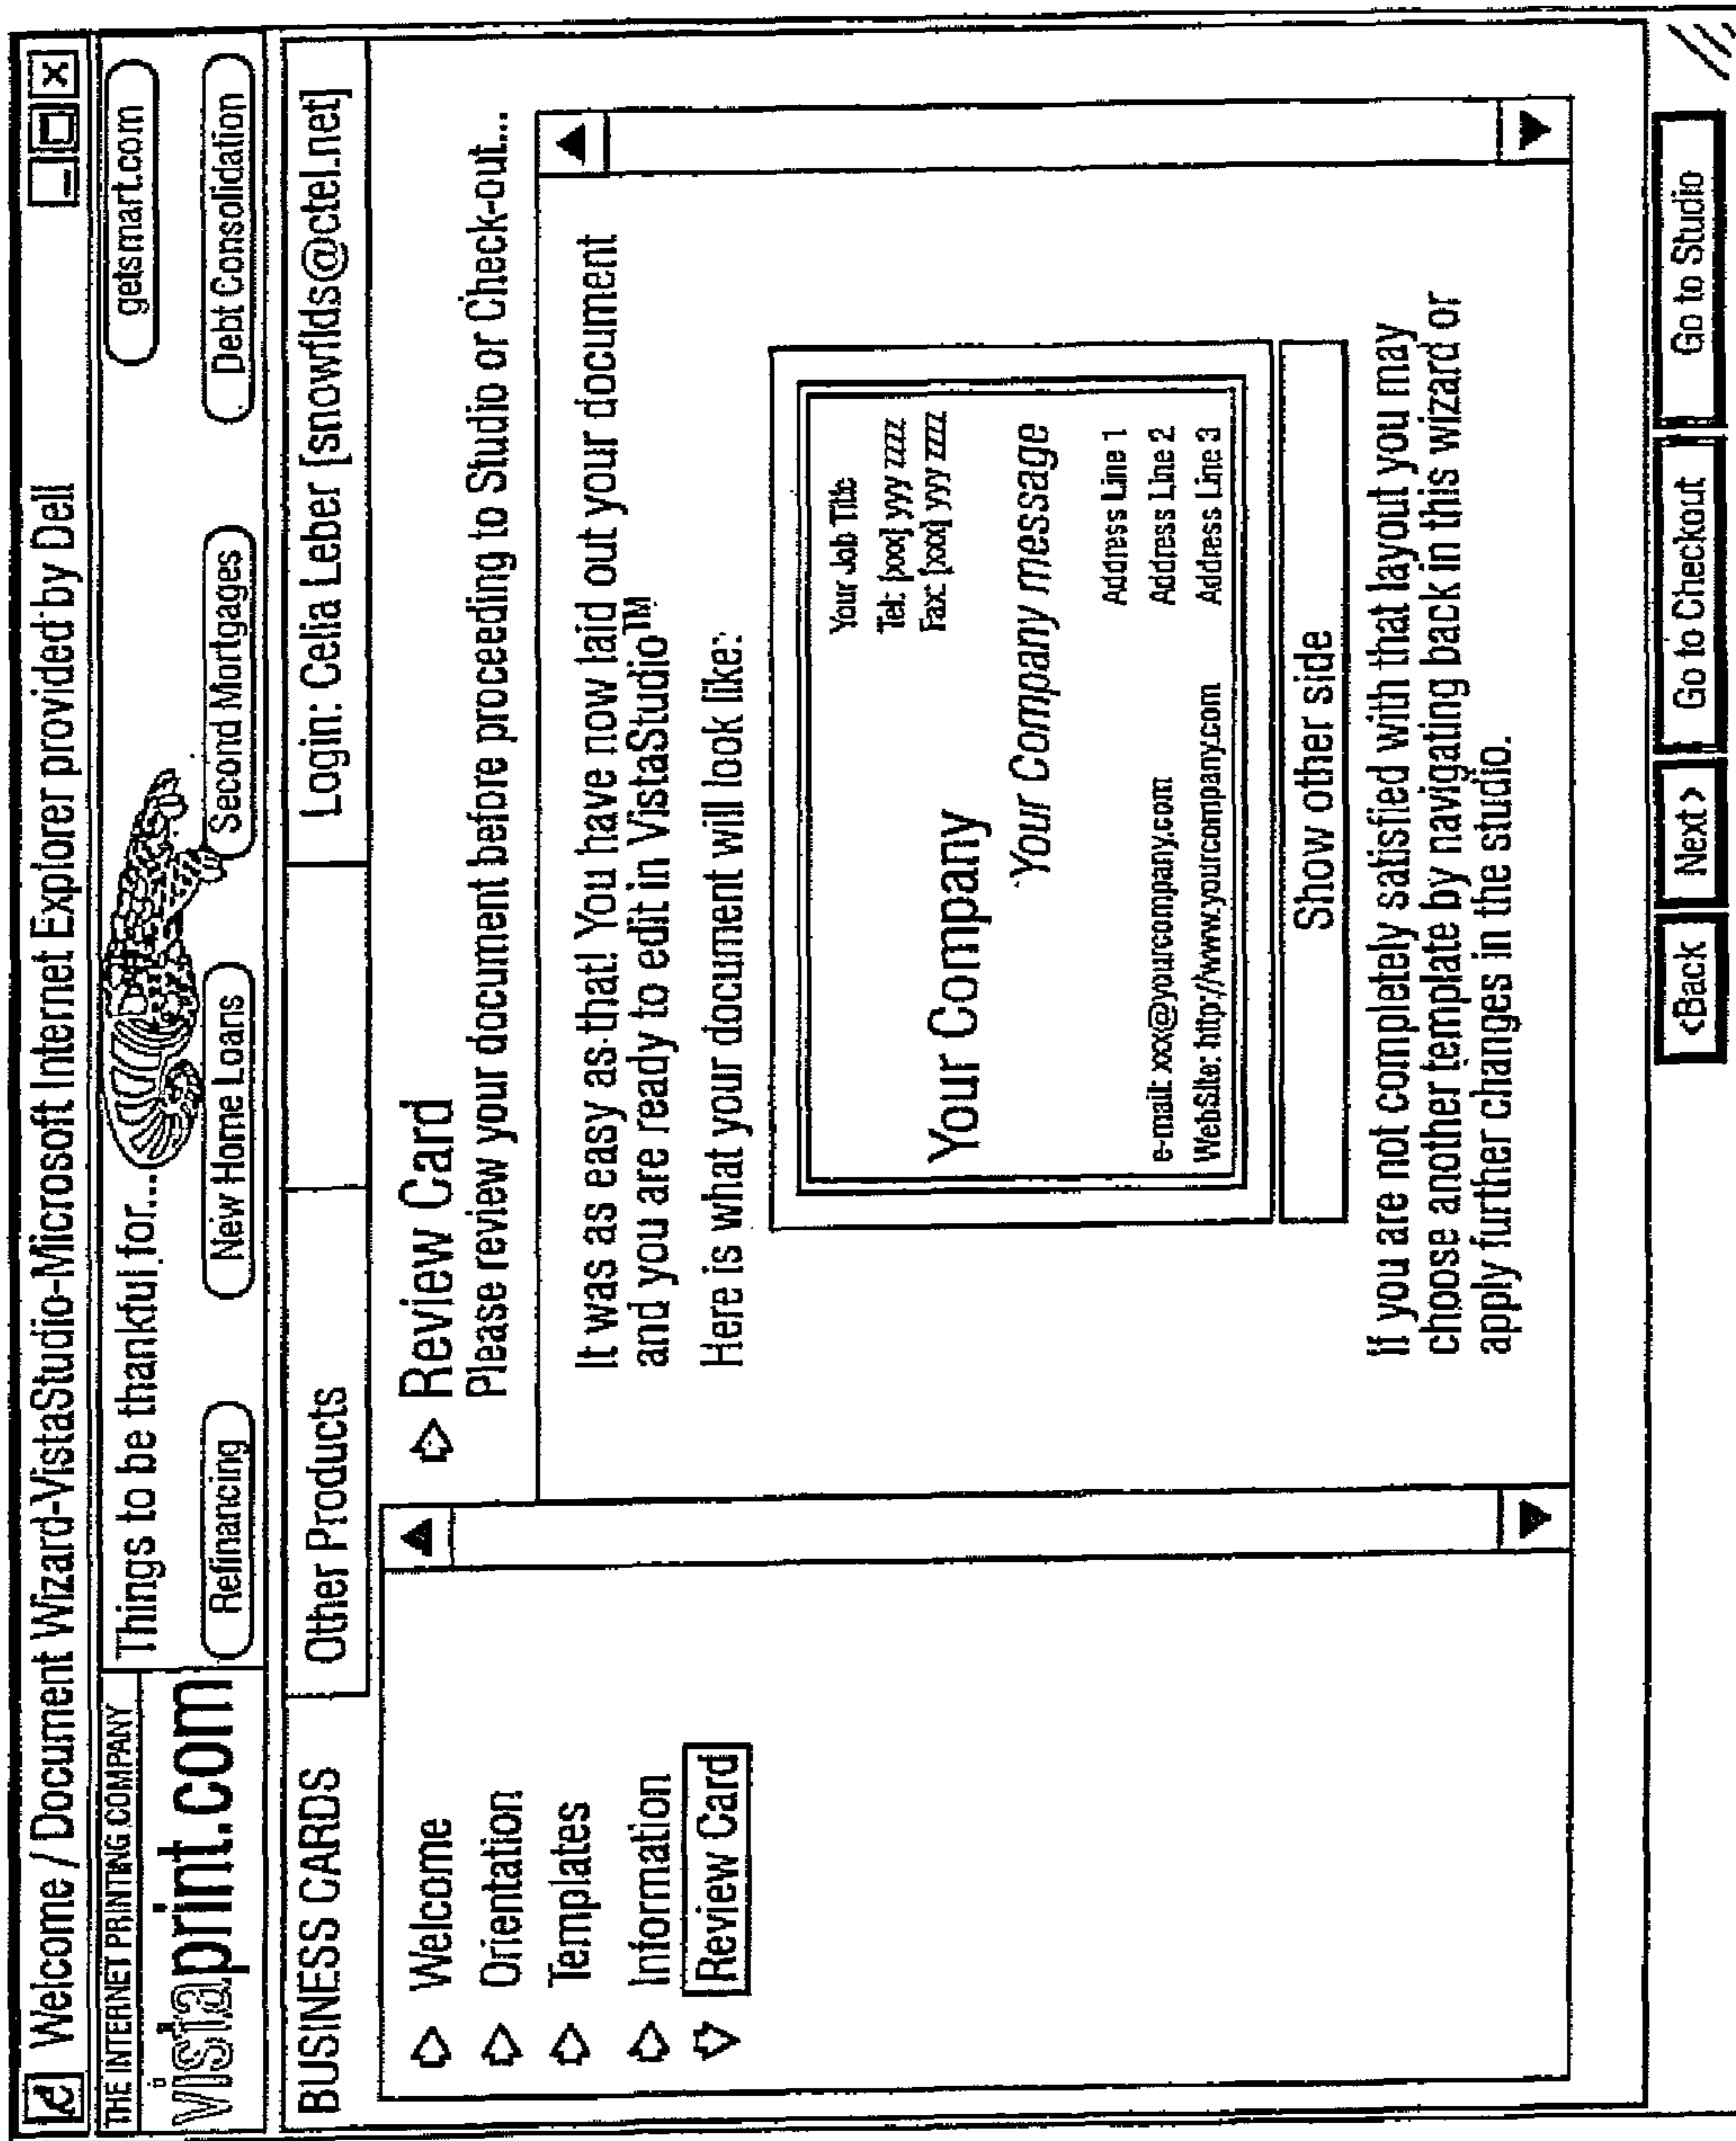 Welcome / Document Wizard-VistaStudio-Microsoft Internet Explorer provided by Dell
THE INTERNET PRINTING COMPANY
vistaprint.com
Things to be thankful for...
getsmart.com
Refinancing
New Home Loans
Second Mortgages
Debt Consolidation
BUSINESS CARDS
Other Products
Login: Celia Leber [snowflds@ctel.net]
Welcome
Orientation
Templates
Information
Review Card
Review Card
Please review your document before proceeding to Studio or Check-out...
It was as easy as that! You have now laid out your document
and you are ready to edit in VistaStudio™
Here is what your document will look like:
Your Job Title
Tel: [xxx] yyy zzzz
Fax: [xxx] yyy zzzz
Your Company
Your Company message
e-mail: xxx@yourcompany.com
WebSite: http://www.yourcompany.com
Address Line 1
Address Line 2
Address Line 3
Show other side
If you are not completely satisfied with that layout you may
choose another template by navigating back in this wizard or
apply further changes in the studio.
<Back
Next >
Go to Checkout
Go to Studio